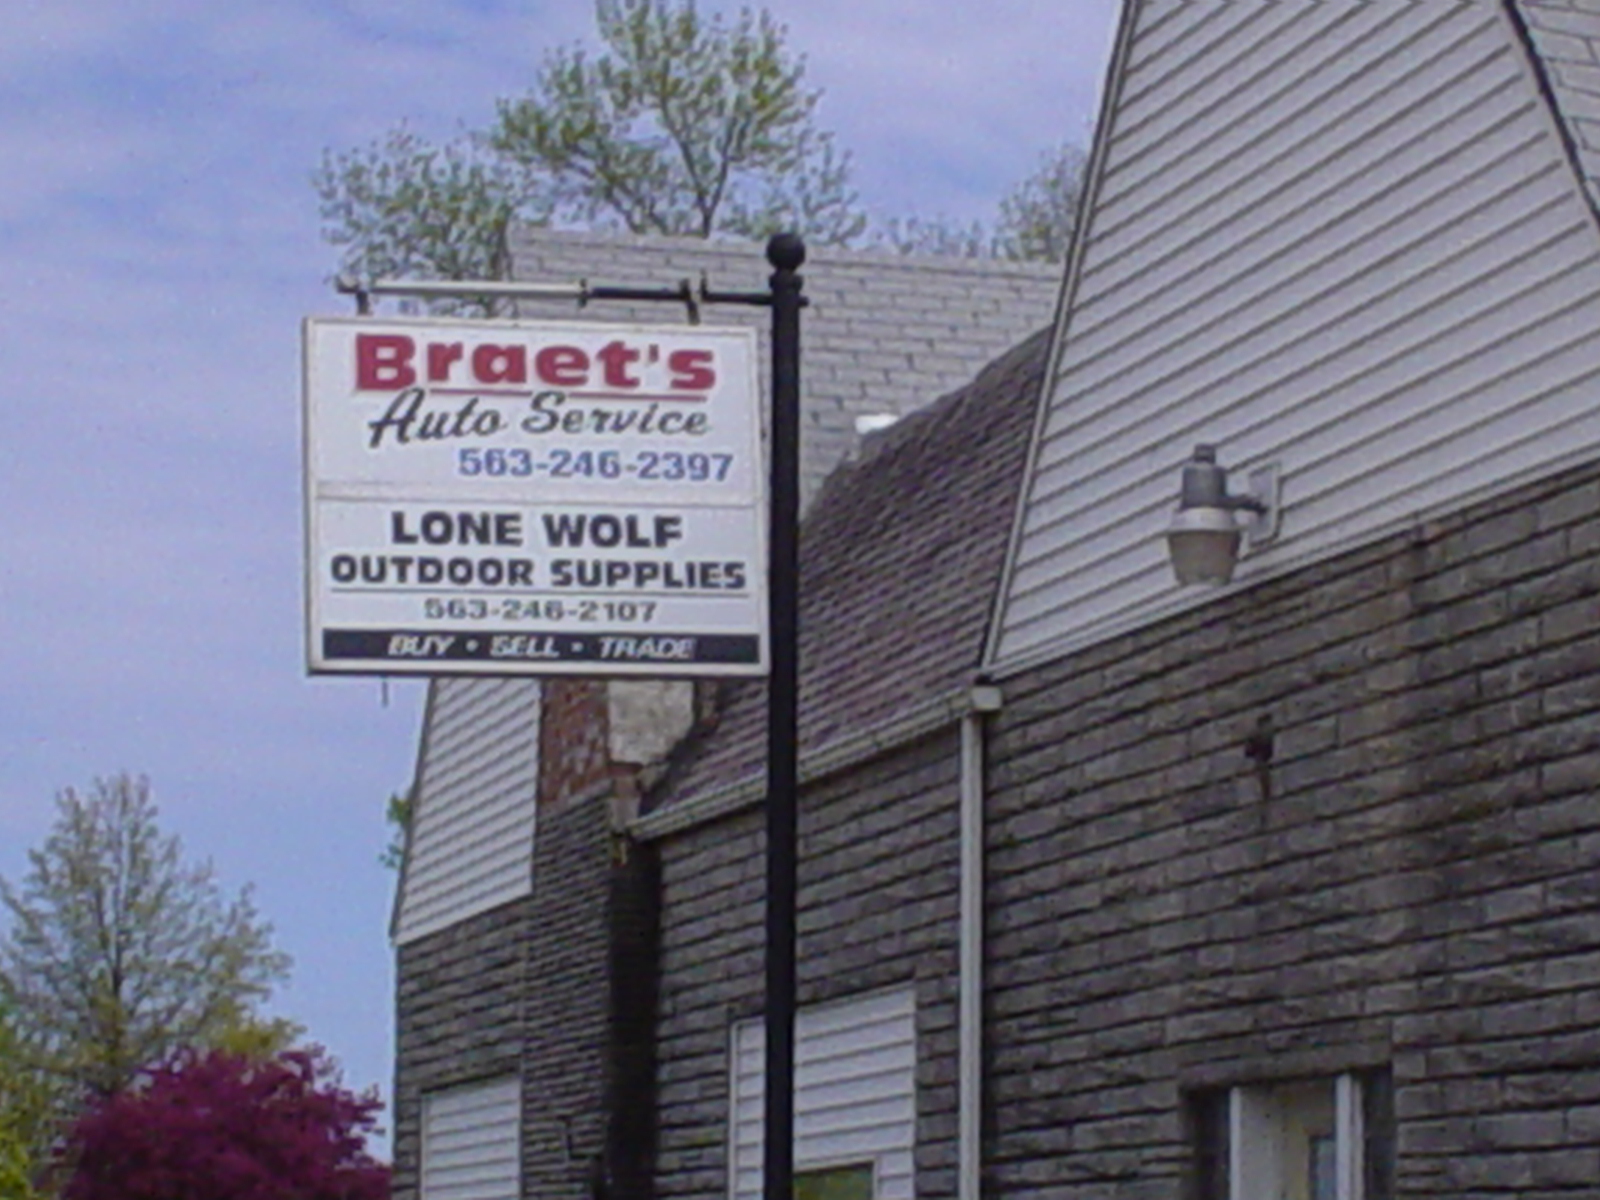 Braet's
Auto Service
563-246-2397
LONE WOLF
OUTDOOR SUPPLIES
563-246-2107
BUY • SELL • TRADE